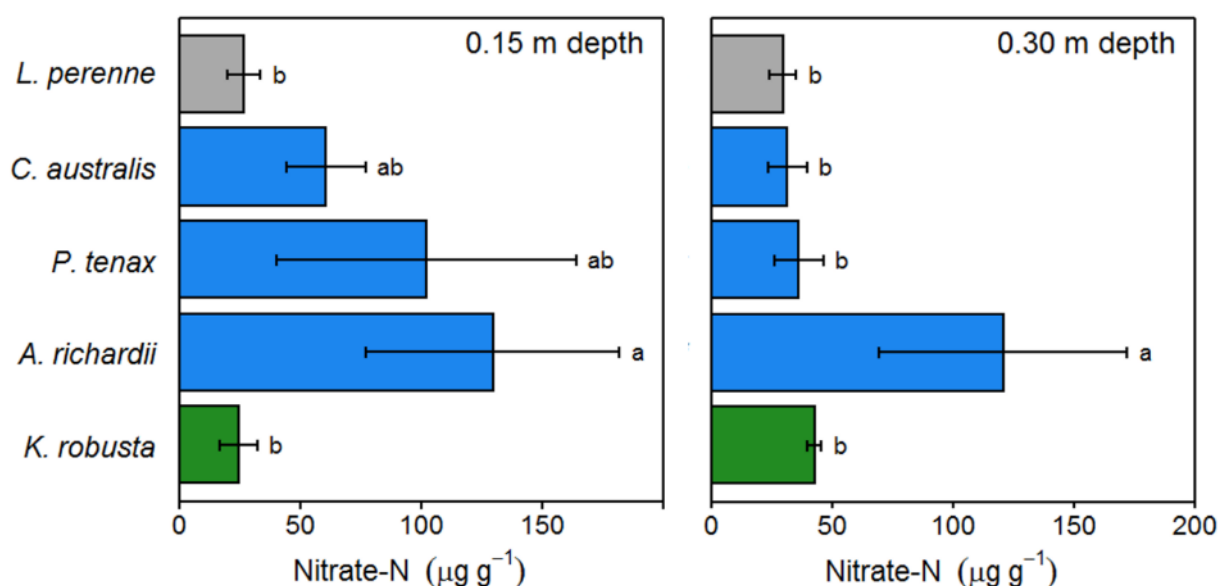 0.15 m depth
0.30 m depth
L. perenne
b
b
C. australis
ab
b
P. tenax
ab
b
A. richardii
a
a
K. robusta
b
b
0 50 100 150
0 50 100 150 200
Nitrate-N (μg g⁻¹)
Nitrate-N (μg g⁻¹)